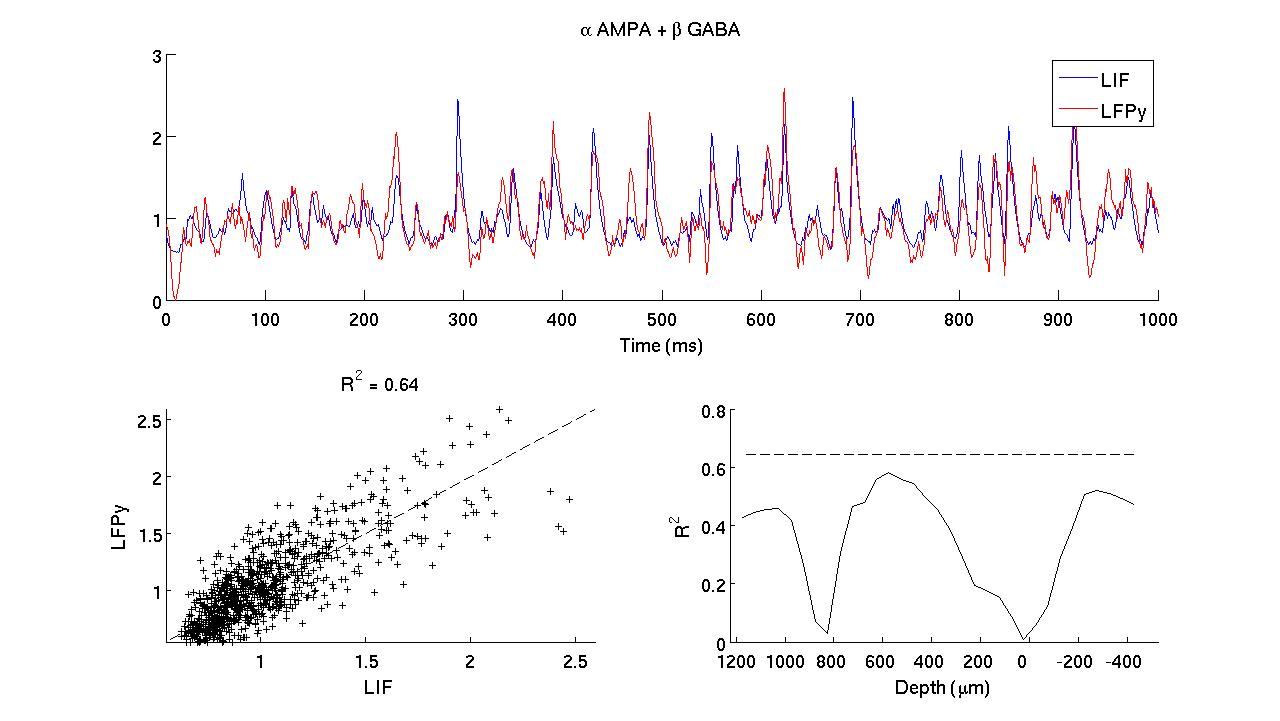 α AMPA + β GABA
3
2
1
0
LIF
LFPy
0 100 200 300 400 500 600 700 800 900 1000
Time (ms)
R² = 0.64
2.5
2
1.5
1
LFPy
1 1.5 2 2.5
LIF
0.8
0.6
0.4
0.2
0
R²
1200 1000 800 600 400 200 0 -200 -400
Depth (μm)